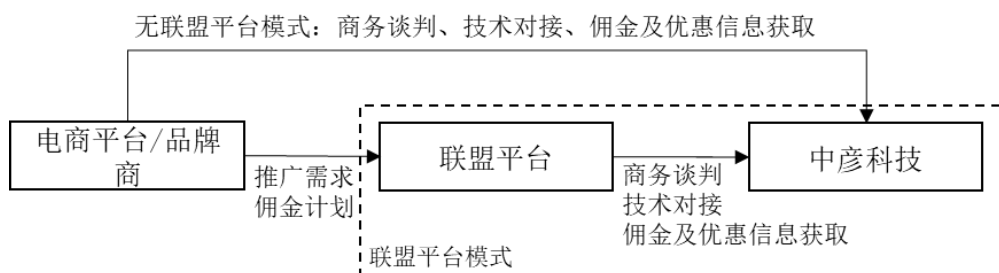 无联盟平台模式：商务谈判、技术对接、佣金及优惠信息获取
电商平台/品牌
商
联盟平台
中彦科技
推广需求
佣金计划
商务谈判
技术对接
佣金及优惠信息获取
联盟平台模式